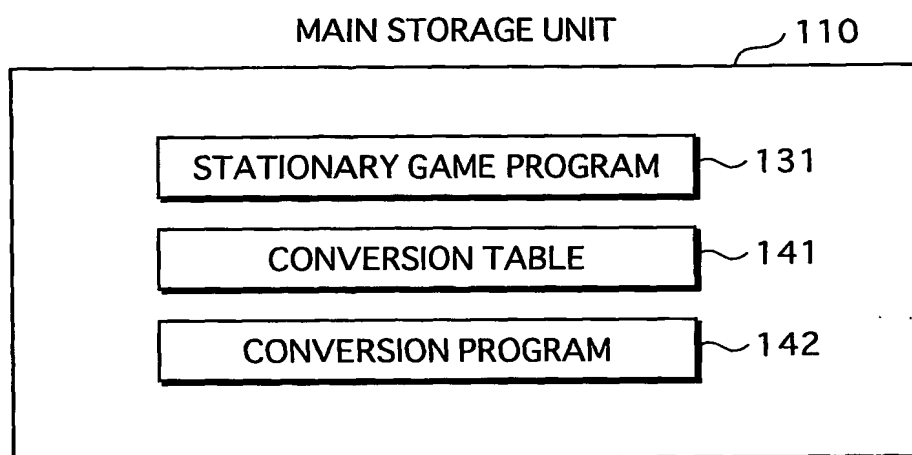 MAIN STORAGE UNIT
110
STATIONARY GAME PROGRAM
131
CONVERSION TABLE
141
CONVERSION PROGRAM
142